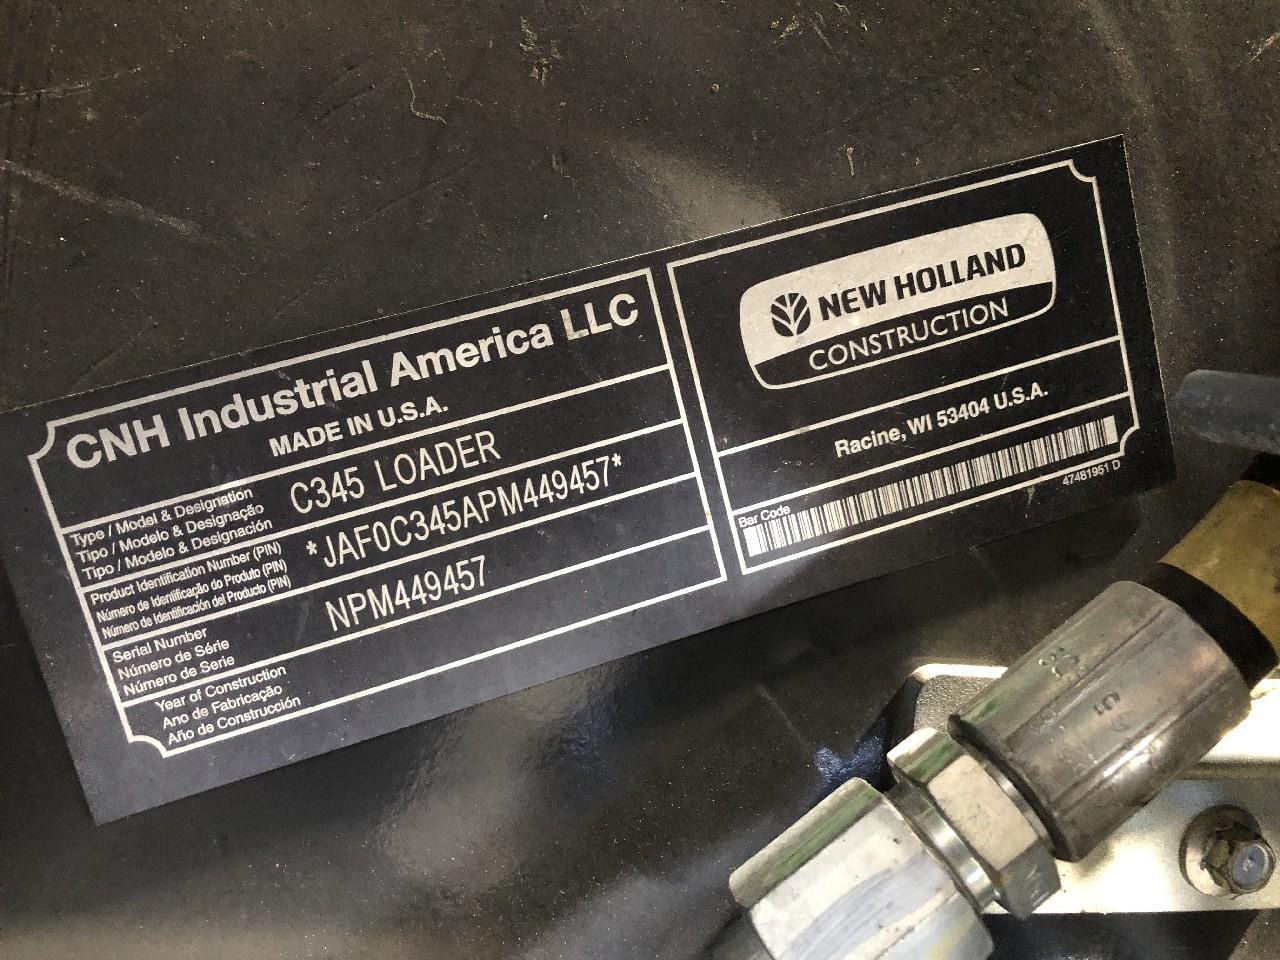 CNH Industrial America LLC
MADE IN U.S.A.
Type / Model & Designation
Tipo / Modelo & Designação
Tipo / Modelo & Designación
C345 LOADER
Product Identification Number (PIN)
Número de Identificação do Produto (PIN)
Número de Identificación del Producto (PIN)
*JAF0C345APM449457*
Serial Number
Número de Série
Número de Serie
NPM449457
Year of Construction
Ano de Fabricação
Año de Construcción
NEW HOLLAND
CONSTRUCTION
Racine, WI 53404 U.S.A.
Bar Code
47481951 D